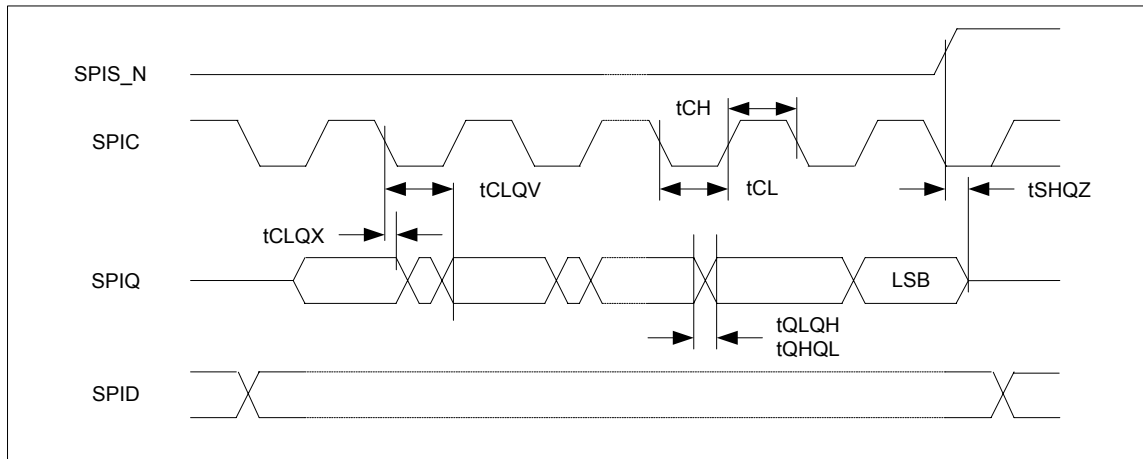 SPIS_N
tCH
SPIC
tCLQV
tCL
tSHQZ
tCLQX
SPIQ
LSB
tQLQH
tQHQL
SPID